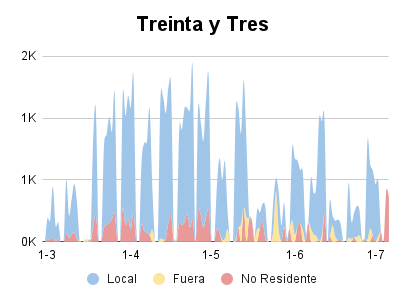 Treinta y Tres
2K
1K
1K
0K
1-3 1-4 1-5 1-6 1-7
Local Fuera No Residente